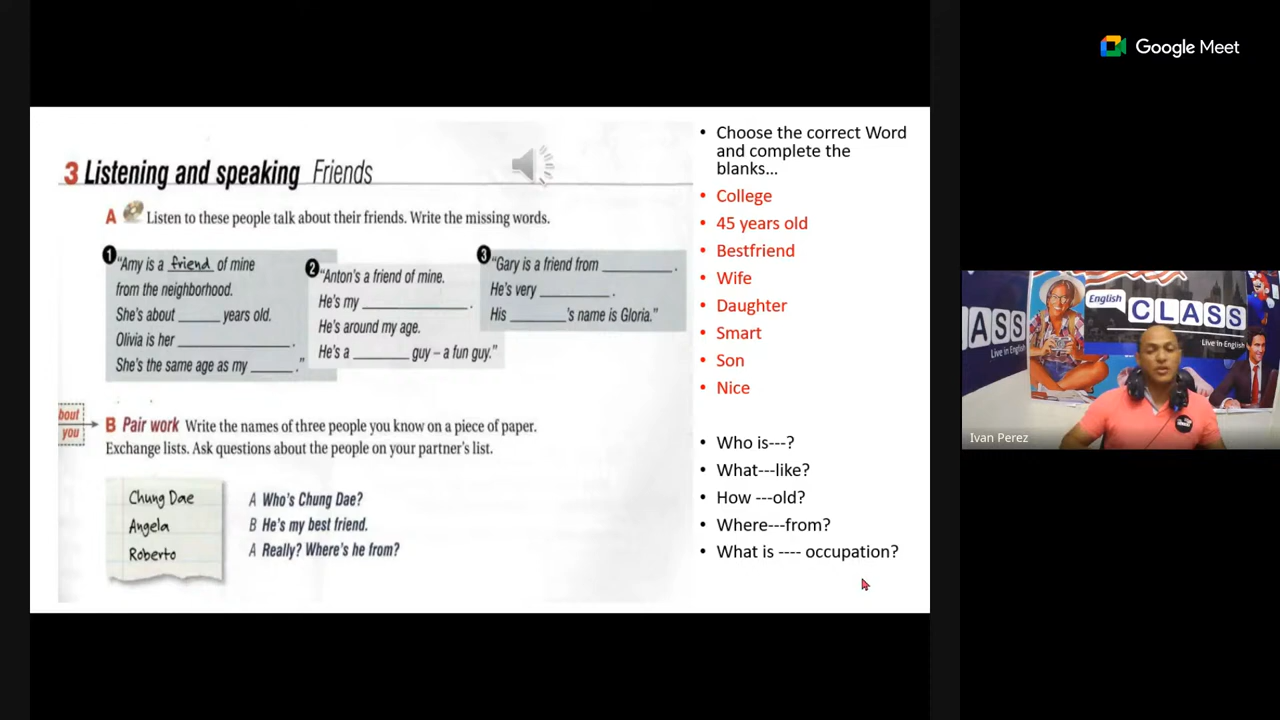 Google Meet
3 Listening and speaking Friends
A Listen to these people talk about their friends. Write the missing words.
1 "Amy is a friend of mine
from the neighborhood.
She's about ______ years old.
Olivia is her ______________ .
She's the same age as my _____ ."
2 "Anton's a friend of mine.
He's my ______________ .
He's around my age.
He's a ________ guy – a fun guy."
3 "Gary is a friend from __________ .
He's very __________ .
His ________'s name is Gloria."
bout
you
B Pair work Write the names of three people you know on a piece of paper.
Exchange lists. Ask questions about the people on your partner's list.
Chung Dae
Angela
Roberto
A Who's Chung Dae?
B He's my best friend.
A Really? Where's he from?
• Choose the correct Word
and complete the
blanks...
• College
• 45 years old
• Bestfriend
• Wife
• Daughter
• Smart
• Son
• Nice
• Who is---?
• What---like?
• How ---old?
• Where---from?
• What is ---- occupation?
ASS
Live in English
English
CLASS
Live in English
Ivan Perez